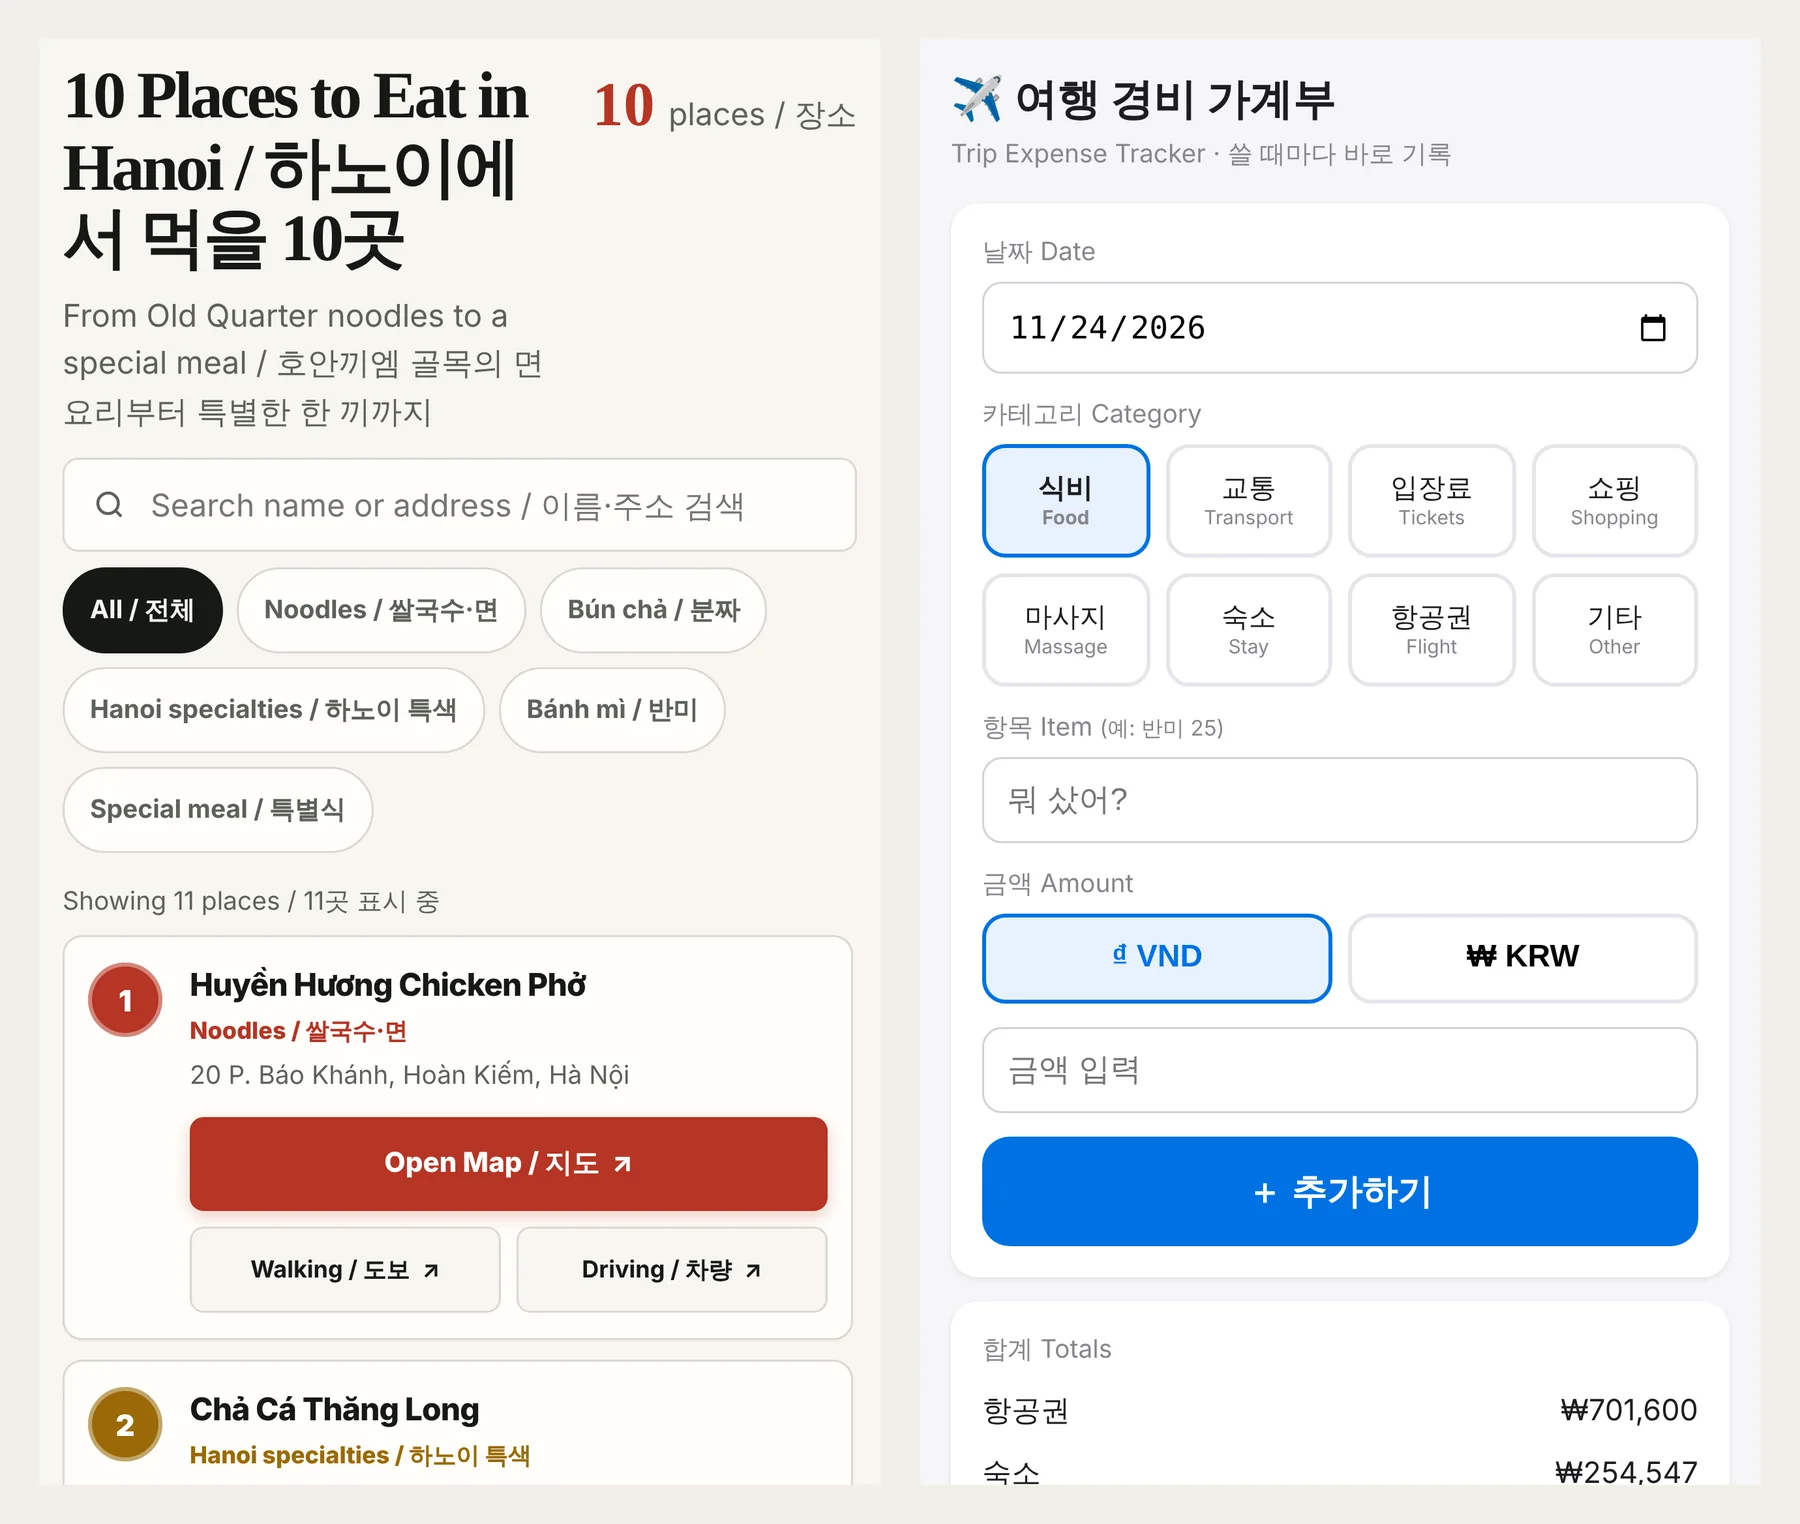 10 Places to Eat in
Hanoi / 하노이에
서 먹을 10곳
10 places / 장소
From Old Quarter noodles to a
special meal / 호안끼엠 골목의 면
요리부터 특별한 한 끼까지
Search name or address / 이름·주소 검색
All / 전체
Noodles / 쌀국수·면
Bún chả / 분짜
Hanoi specialties / 하노이 특색
Bánh mì / 반미
Special meal / 특별식
Showing 11 places / 11곳 표시 중
1
Huyền Hương Chicken Phở
Noodles / 쌀국수·면
20 P. Báo Khánh, Hoàn Kiếm, Hà Nội
Open Map / 지도 ↗
Walking / 도보 ↗
Driving / 차량 ↗
2
Chả Cá Thăng Long
Hanoi specialties / 하노이 특색
✈️ 여행 경비 가계부
Trip Expense Tracker · 쓸 때마다 바로 기록
날짜 Date
11/24/2026
카테고리 Category
식비
Food
교통
Transport
입장료
Tickets
쇼핑
Shopping
마사지
Massage
숙소
Stay
항공권
Flight
기타
Other
항목 Item (예: 반미 25)
뭐 샀어?
금액 Amount
₫ VND
₩ KRW
금액 입력
+ 추가하기
합계 Totals
항공권 ₩701,600
숙소 ₩254,547